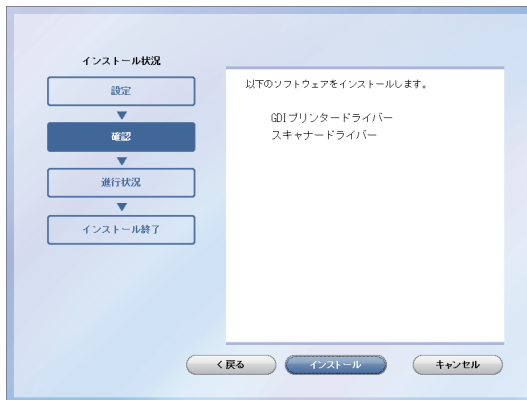 インストール状況
設定
確認
進行状況
インストール終了
以下のソフトウェアをインストールします。
GDIプリンタードライバー
スキャナードライバー
< 戻る
インストール
キャンセル